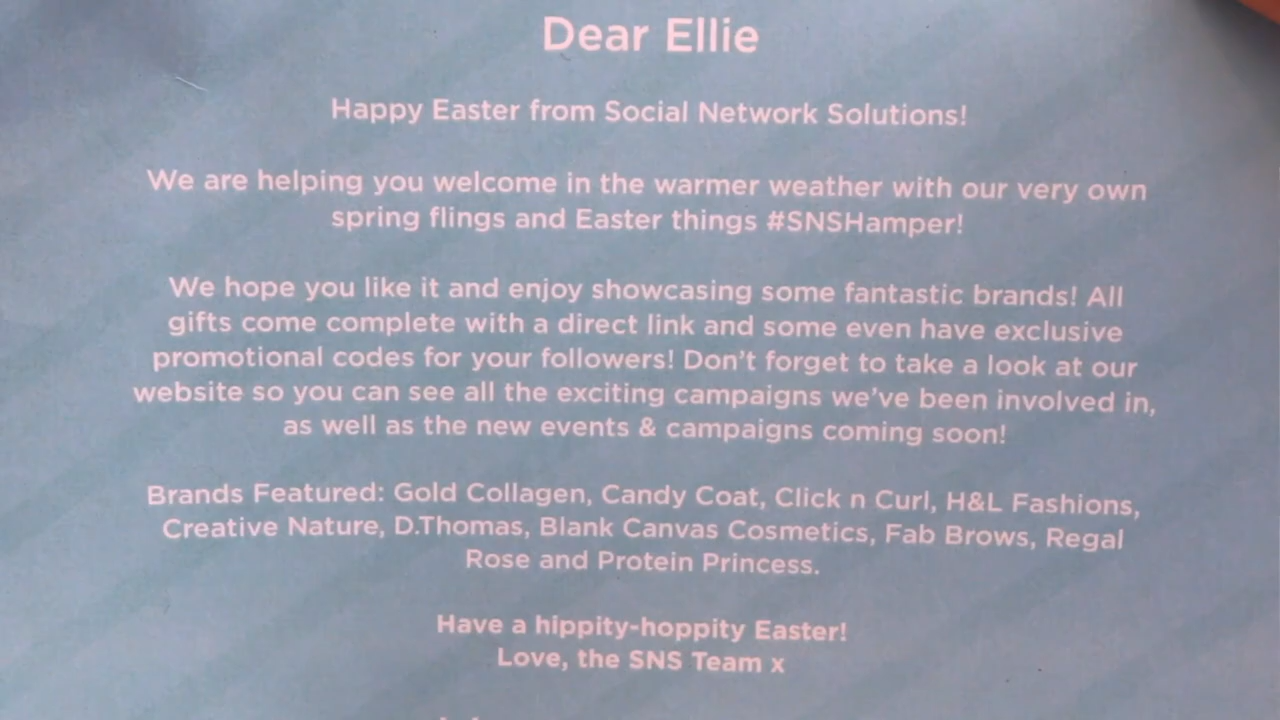 Dear Ellie
Happy Easter from Social Network Solutions!
We are helping you welcome in the warmer weather with our very own
spring flings and Easter things #SNSHamper!
We hope you like it and enjoy showcasing some fantastic brands! All
gifts come complete with a direct link and some even have exclusive
promotional codes for your followers! Don't forget to take a look at our
website so you can see all the exciting campaigns we've been involved in,
as well as the new events & campaigns coming soon!
Brands Featured: Gold Collagen, Candy Coat, Click n Curl, H&L Fashions,
Creative Nature, D.Thomas, Blank Canvas Cosmetics, Fab Brows, Regal
Rose and Protein Princess.
Have a hippity-hoppity Easter!
Love, the SNS Team x